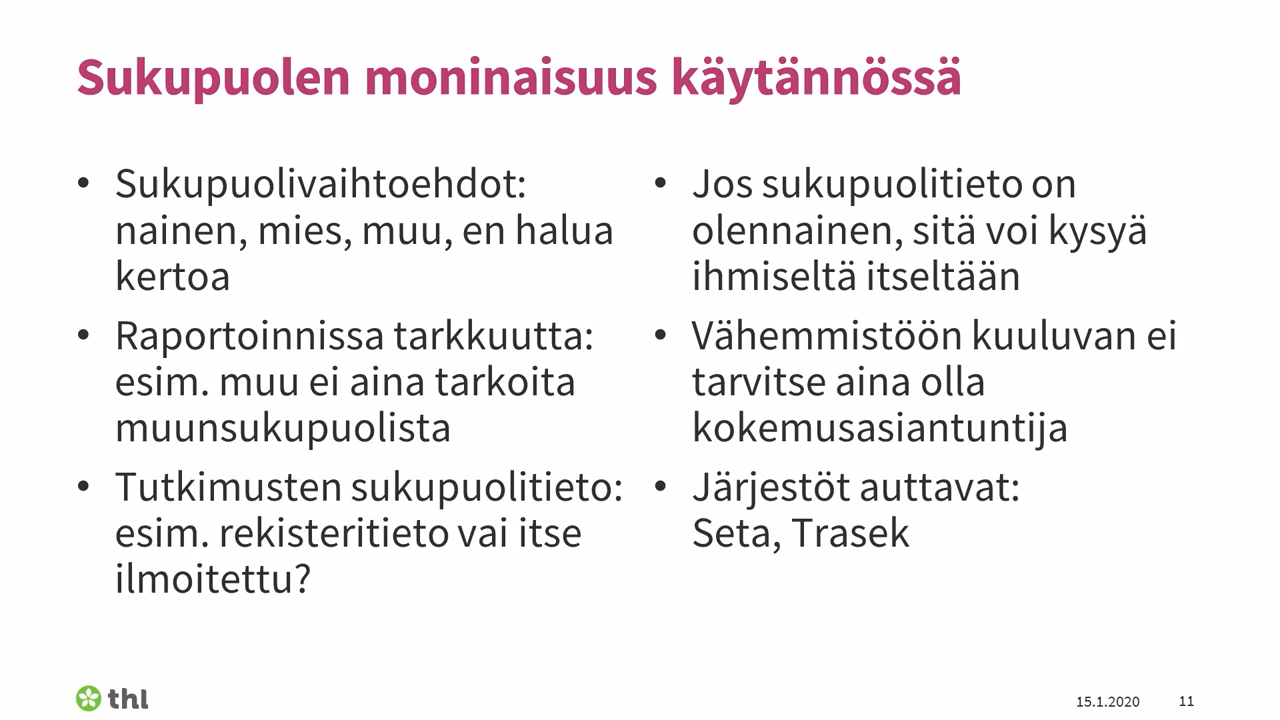 Sukupuolen moninaisuus käytännössä
• Sukupuolivaihtoehdot:
nainen, mies, muu, en halua
kertoa
• Raportoinnissa tarkkuutta:
esim. muu ei aina tarkoita
muunsukupuolista
• Tutkimusten sukupuolitieto:
esim. rekisteritieto vai itse
ilmoitettu?
• Jos sukupuolitieto on
olennainen, sitä voi kysyä
ihmiseltä itseltään
• Vähemmistöön kuuluvan ei
tarvitse aina olla
kokemusasiantuntija
• Järjestöt auttavat:
Seta, Trasek
thl
15.1.2020
11